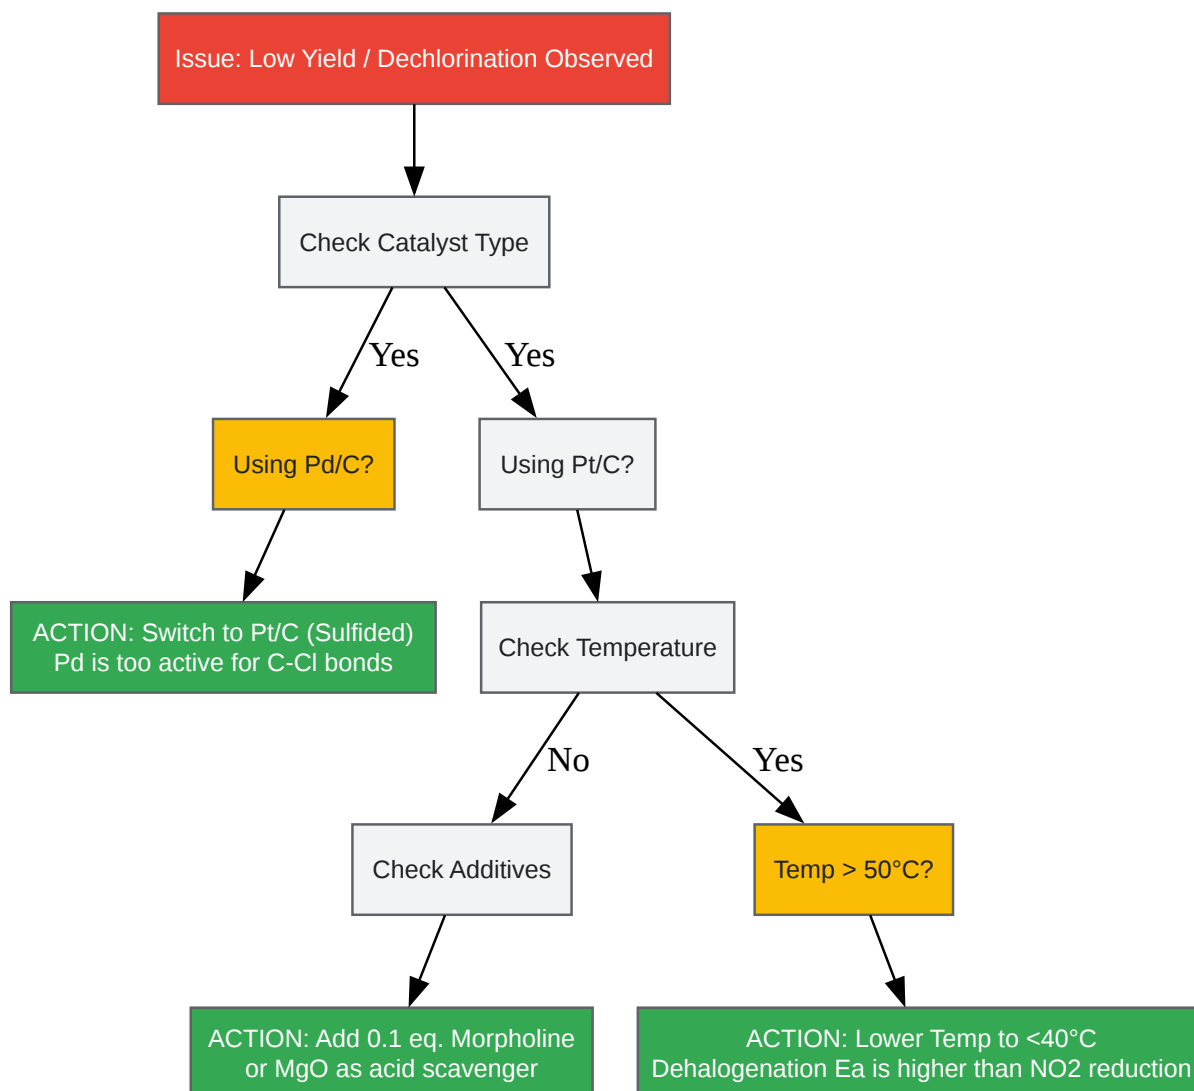 Issue: Low Yield / Dechlorination Observed
Check Catalyst Type
Yes
Yes
Using Pd/C?
Using Pt/C?
ACTION: Switch to Pt/C (Sulfided)
Pd is too active for C-Cl bonds
Check Temperature
No
Yes
Check Additives
Temp > 50°C?
ACTION: Add 0.1 eq. Morpholine
or MgO as acid scavenger
ACTION: Lower Temp to <40°C
Dehalogenation Ea is higher than NO2 reduction